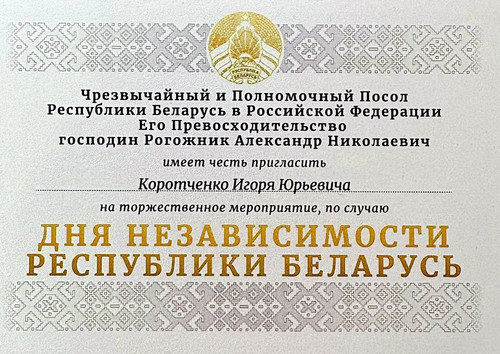 Чрезвычайный и Полномочный Посол
Республики Беларусь в Российской Федерации
Его Превосходительство
господин Рогожник Александр Николаевич
имеет честь пригласить
Коротченко Игоря Юрьевича
на торжественное мероприятие, по случаю
ДНЯ НЕЗАВИСИМОСТИ
РЕСПУБЛИКИ БЕЛАРУСЬ